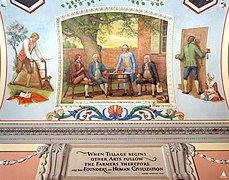 WHEN TILLAGE BEGINS
OTHER ARTS FOLLOW
THE FARMERS THEREFORE
ARE THE FOUNDERS OF HUMAN CIVILIZATION